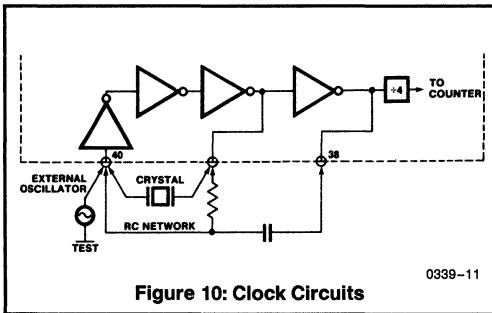 ÷4
TO
COUNTER
40
38
EXTERNAL
OSCILLATOR
CRYSTAL
RC NETWORK
TEST
0339-11
Figure 10: Clock Circuits